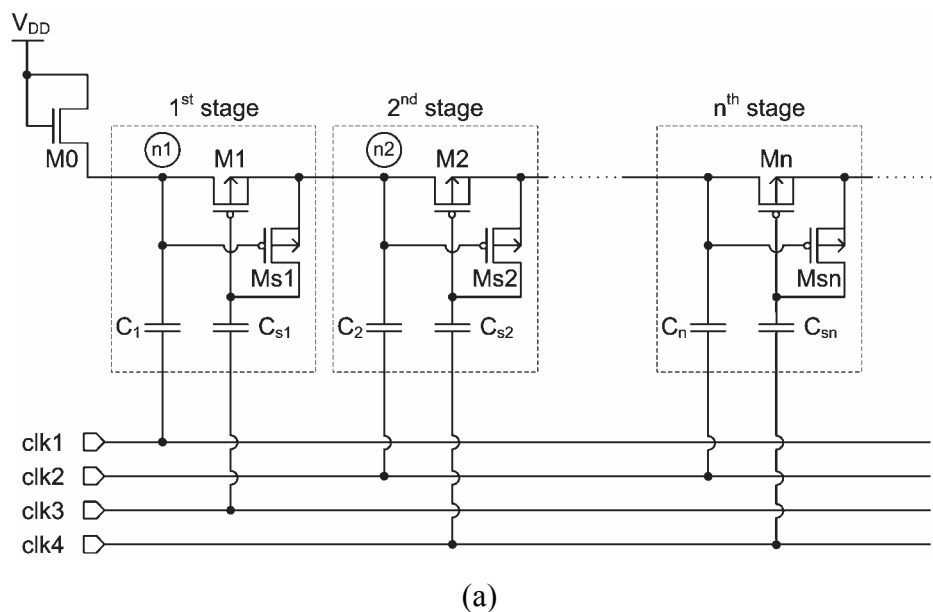 V_DD
1st stage
2nd stage
nth stage
M0
n1
M1
n2
M2
Mn
Ms1
Ms2
Msn
C1
Cs1
C2
Cs2
Cn
Csn
clk1
clk2
clk3
clk4
(a)